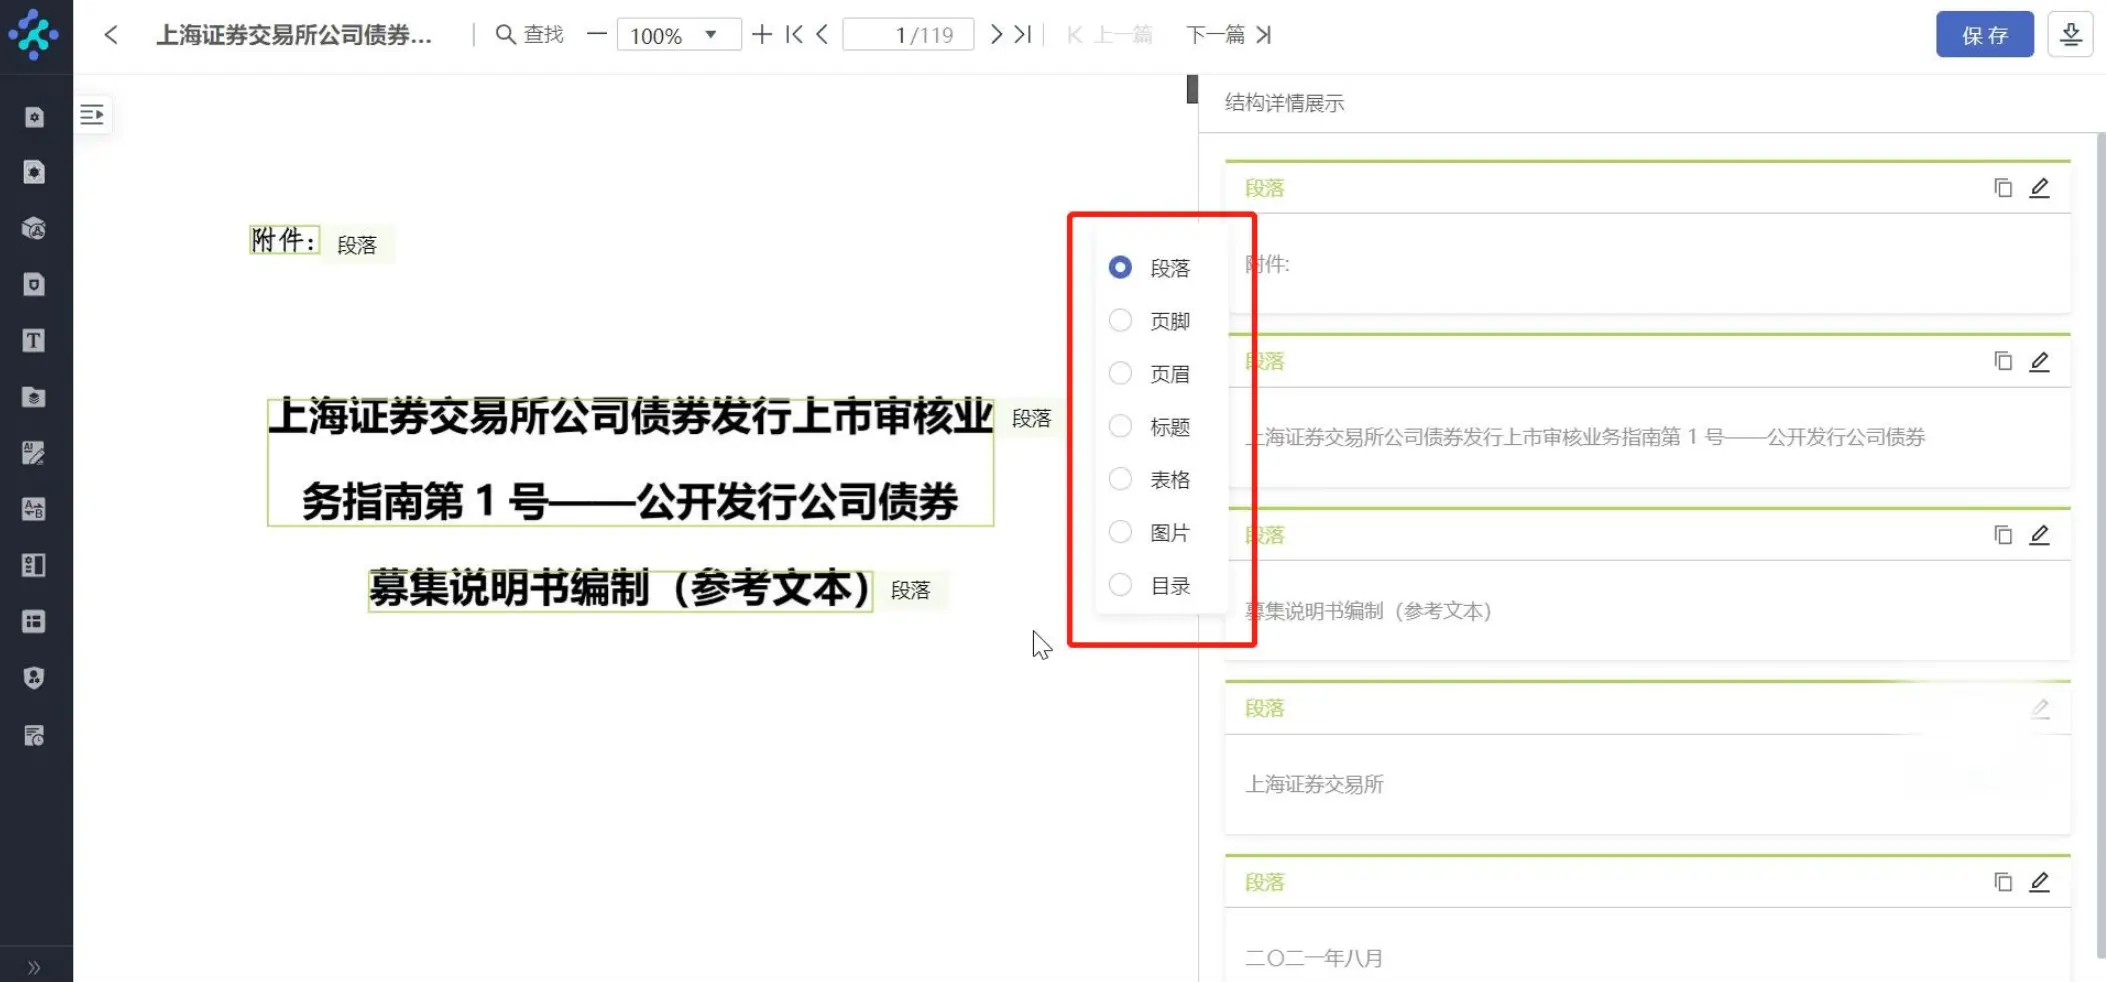 上海证券交易所公司债券... 查找 100% 1/119 上一篇 下一篇 保存
附件： 段落
上海证券交易所公司债券发行上市审核业 段落
务指南第 1 号——公开发行公司债券
募集说明书编制（参考文本） 段落
段落
页脚
页眉
标题
表格
图片
目录
结构详情展示
段落
附件:
段落
上海证券交易所公司债券发行上市审核业务指南第 1 号——公开发行公司债券
段落
募集说明书编制（参考文本）
段落
上海证券交易所
段落
二〇二一年八月